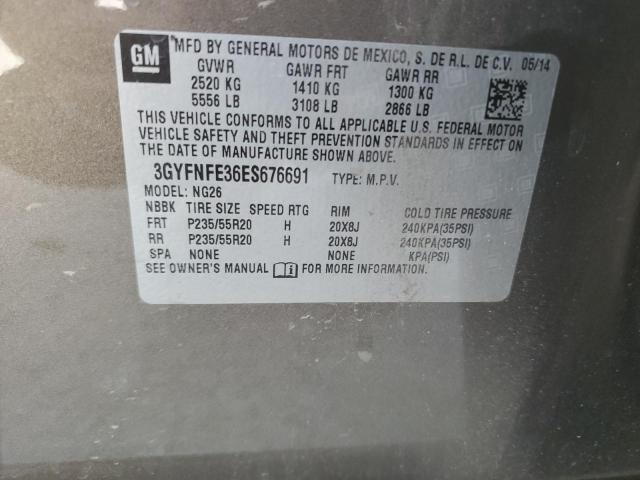 GM MFD BY GENERAL MOTORS DE MEXICO, S. DE R.L. DE C.V. 05/14
GVWR GAWR FRT GAWR RR
2520 KG 1410 KG 1300 KG
5556 LB 3108 LB 2866 LB
THIS VEHICLE CONFORMS TO ALL APPLICABLE U.S. FEDERAL MOTOR
VEHICLE SAFETY AND THEFT PREVENTION STANDARDS IN EFFECT ON
THE DATE OF MANUFACTURE SHOWN ABOVE.
3GYFNFE36ES676691 TYPE: M.P.V.
MODEL: NG26
NBBK TIRE SIZE SPEED RTG RIM COLD TIRE PRESSURE
FRT P235/55R20 H 20X8J 240KPA(35PSI)
RR P235/55R20 H 20X8J 240KPA(35PSI)
SPA NONE NONE KPA(PSI)
SEE OWNER'S MANUAL FOR MORE INFORMATION.